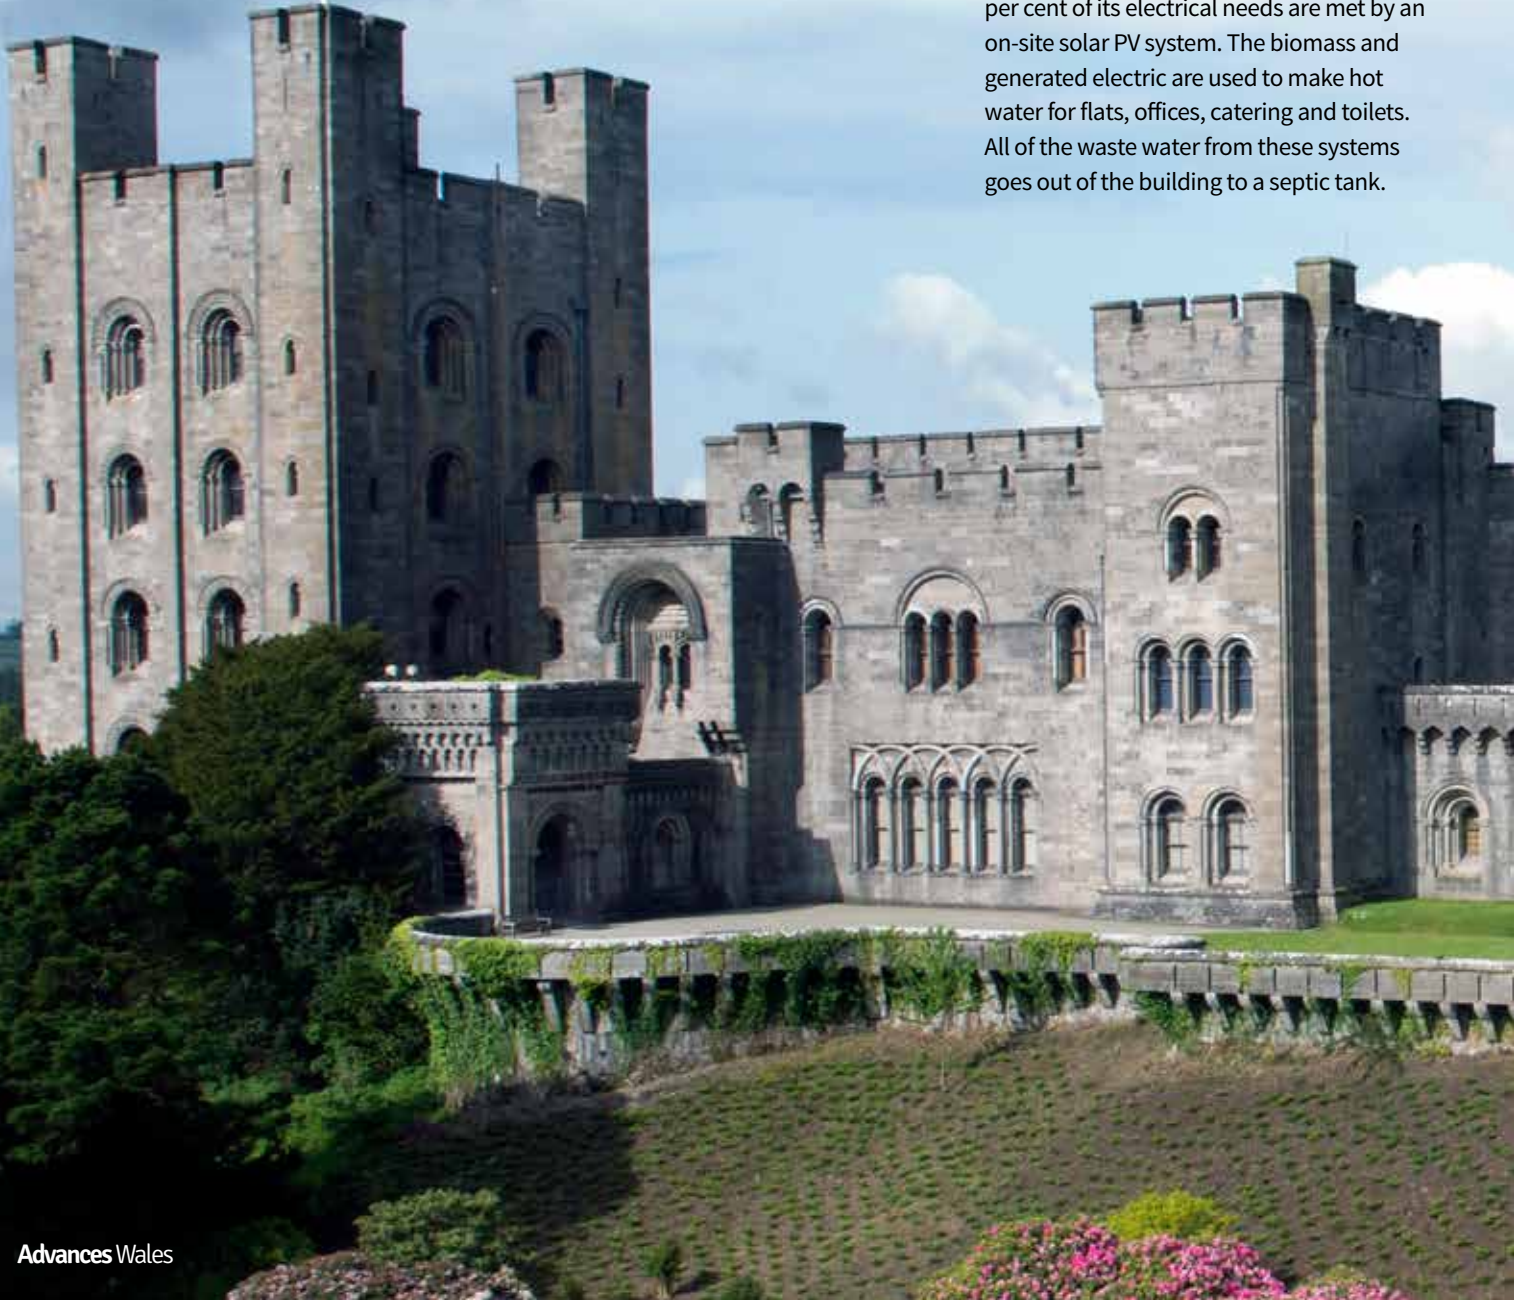 per cent of its electrical needs are met by an
on-site solar PV system. The biomass and
generated electric are used to make hot
water for flats, offices, catering and toilets.
All of the waste water from these systems
goes out of the building to a septic tank.
Advances Wales